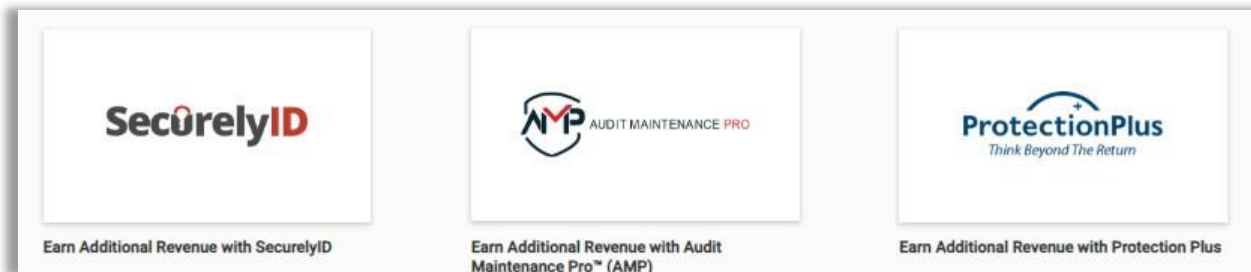 SecurelyID
AMP AUDIT MAINTENANCE PRO
ProtectionPlus
Think Beyond The Return
Earn Additional Revenue with SecurelyID
Earn Additional Revenue with Audit
Maintenance Pro™ (AMP)
Earn Additional Revenue with Protection Plus